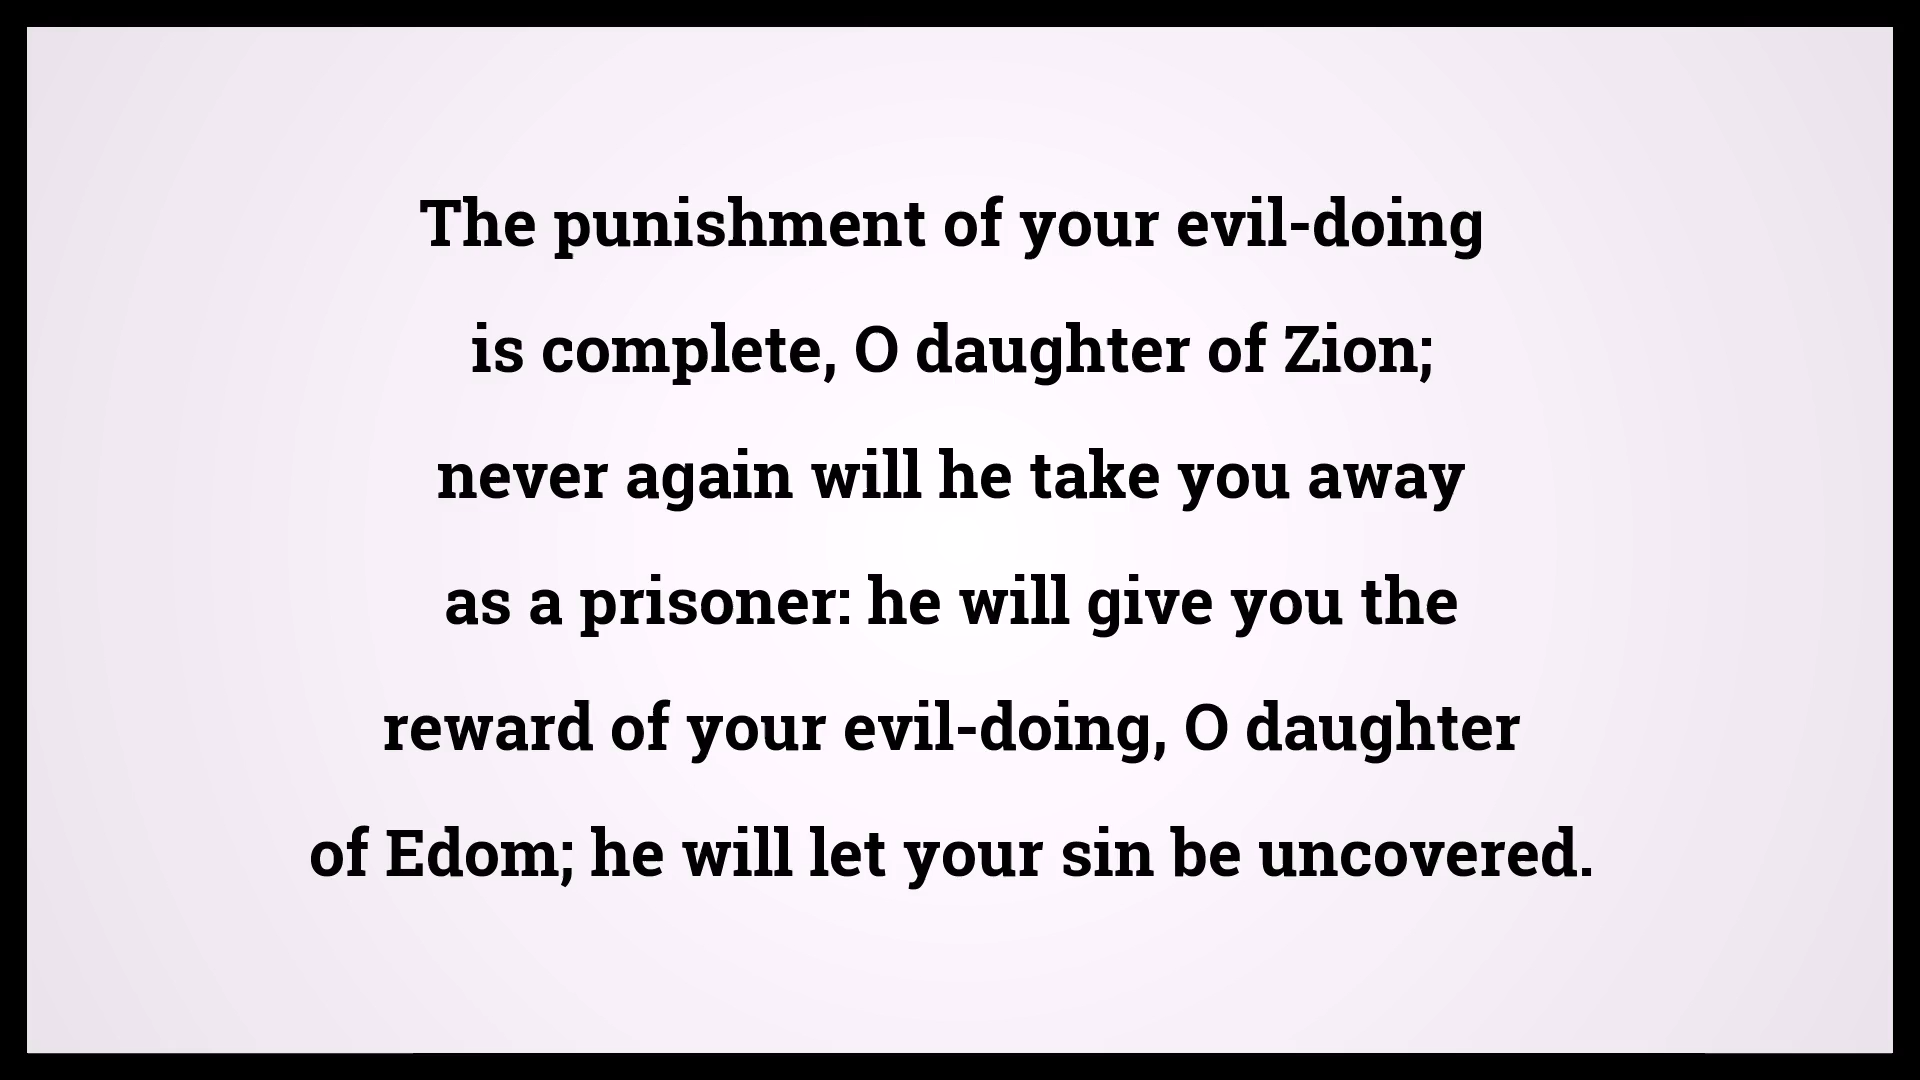 The punishment of your evil-doing
is complete, O daughter of Zion;
never again will he take you away
as a prisoner: he will give you the
reward of your evil-doing, O daughter
of Edom; he will let your sin be uncovered.